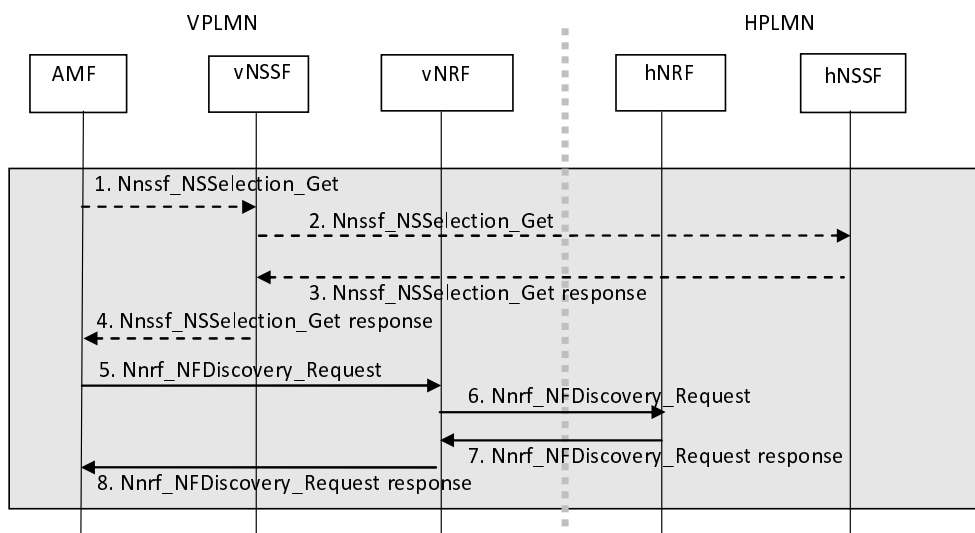 VPLMN
HPLMN
AMF
vNSSF
vNRF
hNRF
hNSSF
1. Nnssf_NSSelection_Get
2. Nnssf_NSSelection_Get
3. Nnssf_NSSelection_Get response
4. Nnssf_NSSelection_Get response
5. Nnrf_NFDiscovery_Request
6. Nnrf_NFDiscovery_Request
7. Nnrf_NFDiscovery_Request response
8. Nnrf_NFDiscovery_Request response